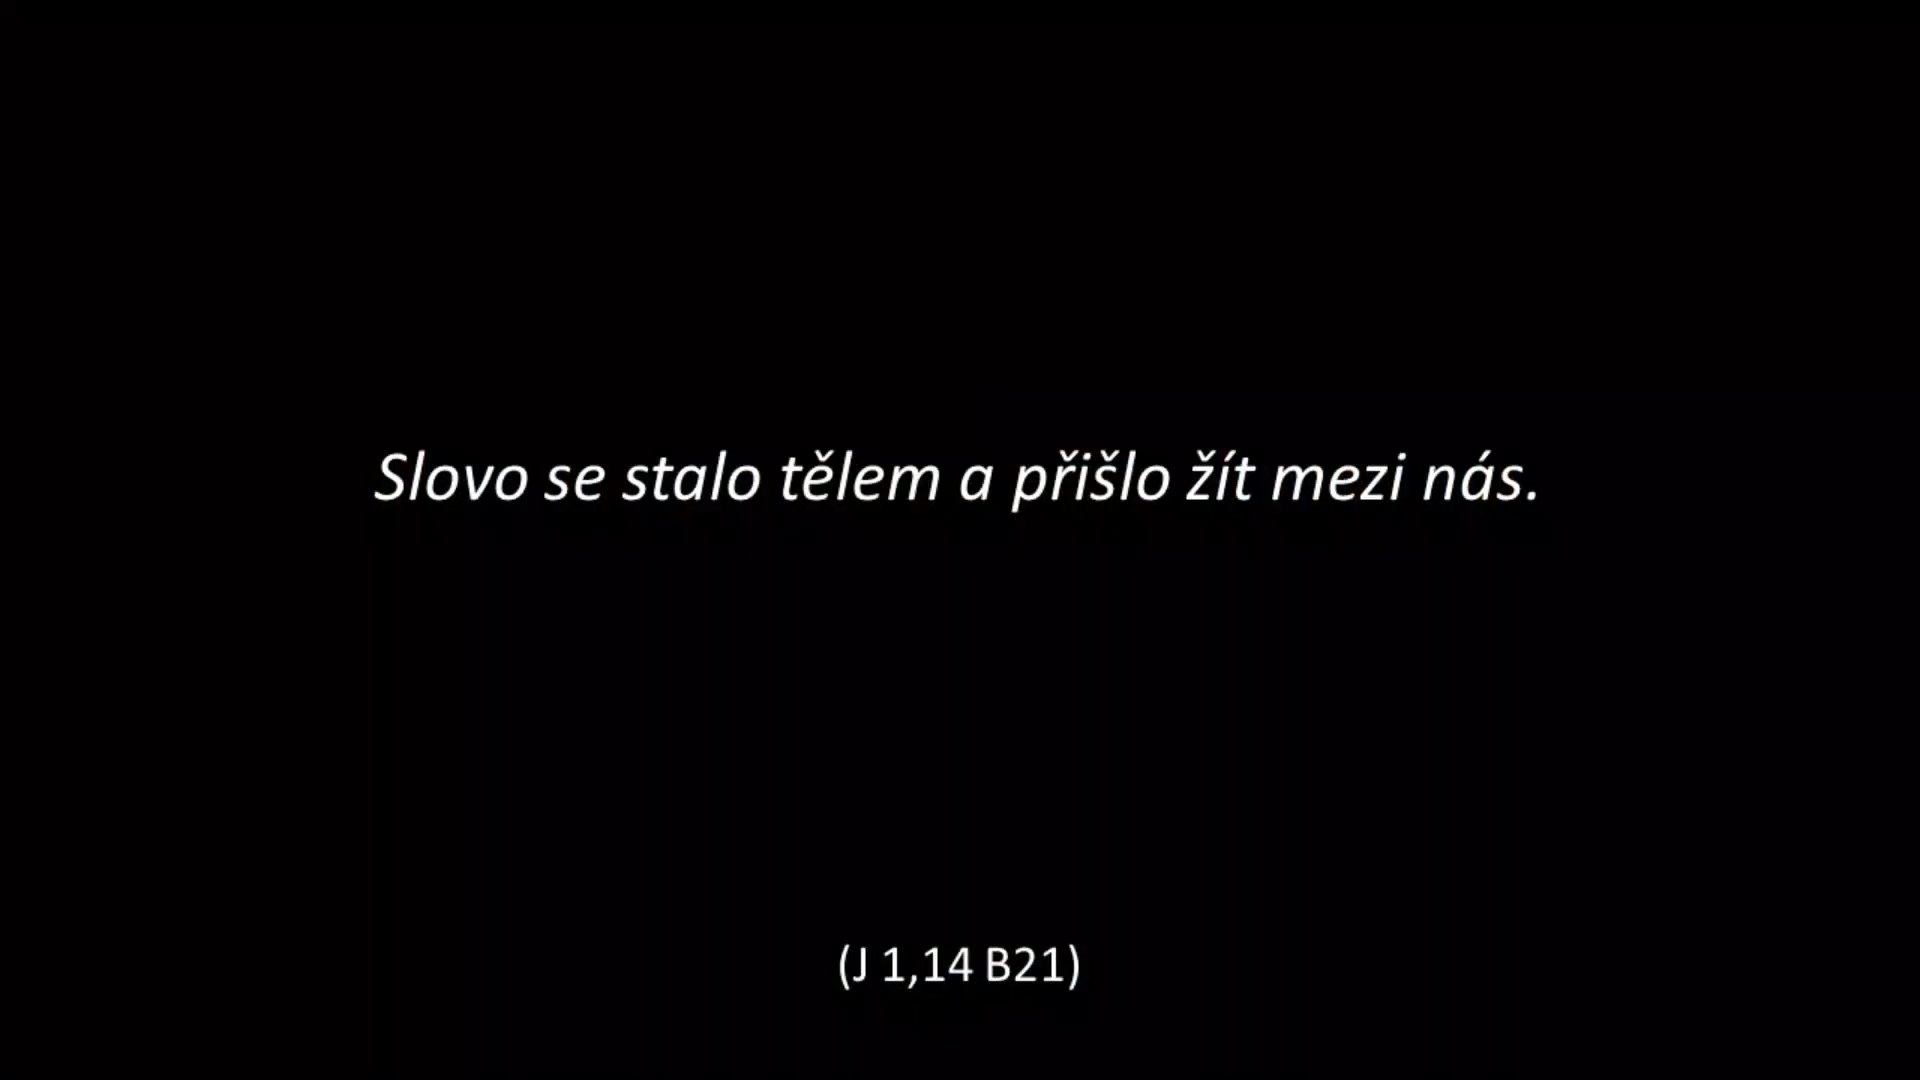 Slovo se stalo tělem a přišlo žít mezi nás.
(J 1,14 B21)